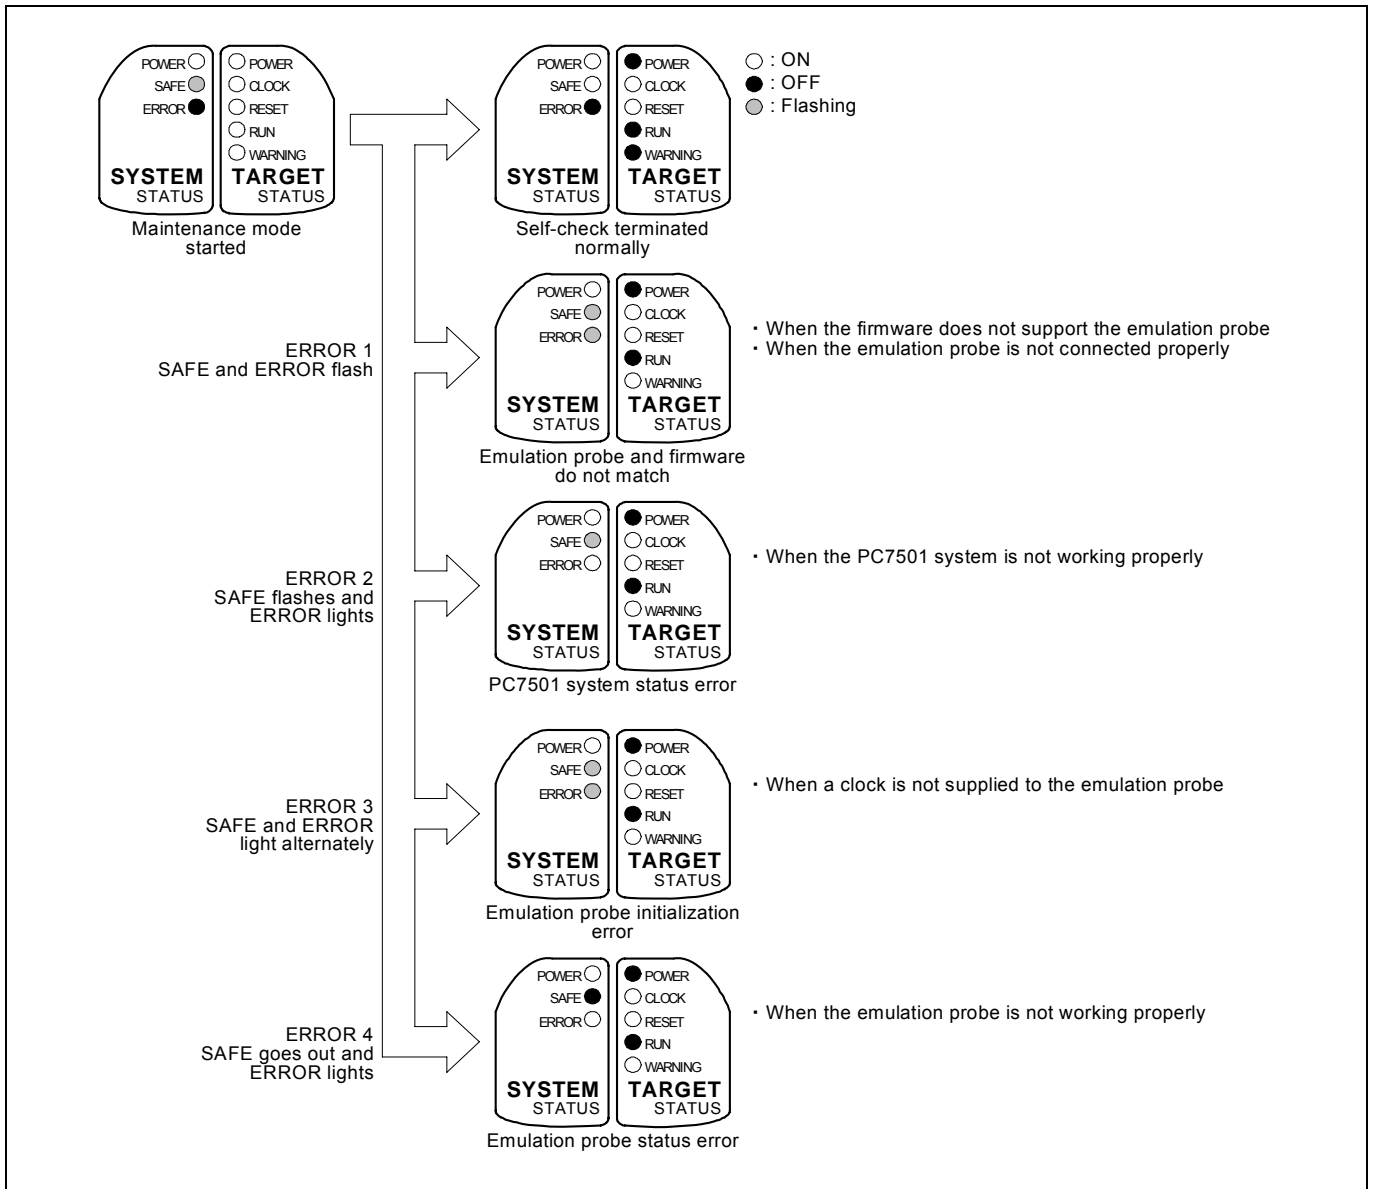 POWER
SAFE
ERROR
SYSTEM
STATUS
POWER
CLOCK
RESET
RUN
WARNING
TARGET
STATUS
Maintenance mode
started
POWER
SAFE
ERROR
SYSTEM
STATUS
POWER
CLOCK
RESET
RUN
WARNING
TARGET
STATUS
Self-check terminated
normally
: ON
: OFF
: Flashing
ERROR 1
SAFE and ERROR flash
POWER
SAFE
ERROR
SYSTEM
STATUS
POWER
CLOCK
RESET
RUN
WARNING
TARGET
STATUS
Emulation probe and firmware
do not match
・When the firmware does not support the emulation probe
・When the emulation probe is not connected properly
ERROR 2
SAFE flashes and
ERROR lights
POWER
SAFE
ERROR
SYSTEM
STATUS
POWER
CLOCK
RESET
RUN
WARNING
TARGET
STATUS
PC7501 system status error
・When the PC7501 system is not working properly
ERROR 3
SAFE and ERROR
light alternately
POWER
SAFE
ERROR
SYSTEM
STATUS
POWER
CLOCK
RESET
RUN
WARNING
TARGET
STATUS
Emulation probe initialization
error
・When a clock is not supplied to the emulation probe
ERROR 4
SAFE goes out and
ERROR lights
POWER
SAFE
ERROR
SYSTEM
STATUS
POWER
CLOCK
RESET
RUN
WARNING
TARGET
STATUS
Emulation probe status error
・When the emulation probe is not working properly